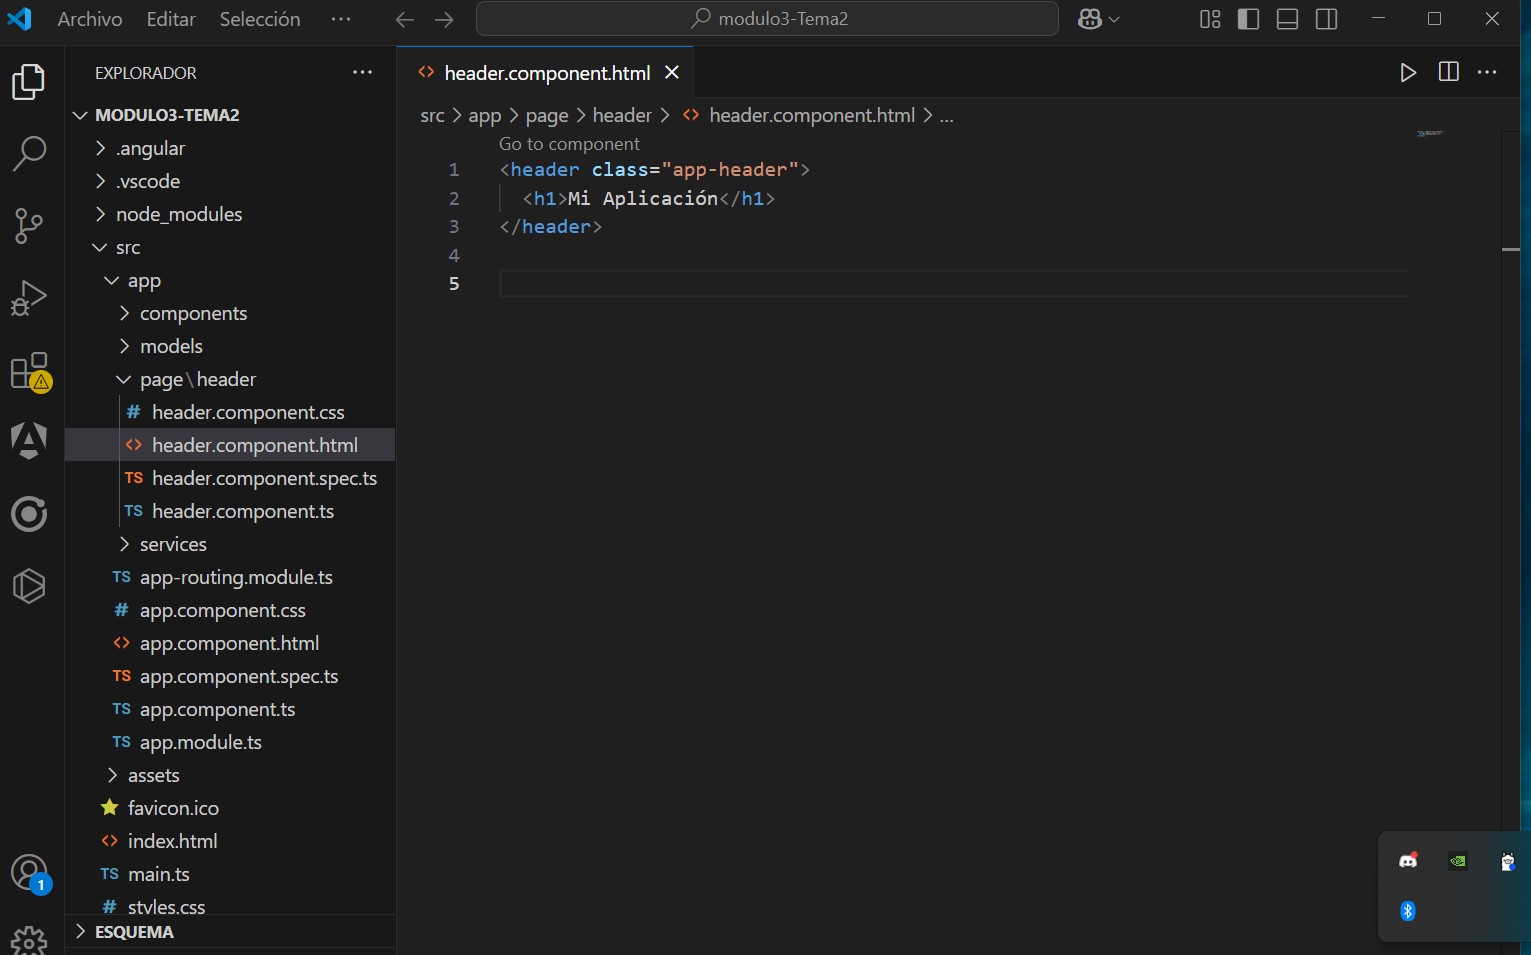 Archivo Editar Selección ··· modulo3-Tema2
EXPLORADOR ···
MODULO3-TEMA2
.angular
.vscode
node_modules
src
app
components
models
page\header
# header.component.css
<> header.component.html
TS header.component.spec.ts
TS header.component.ts
services
TS app-routing.module.ts
# app.component.css
<> app.component.html
TS app.component.spec.ts
TS app.component.ts
TS app.module.ts
assets
favicon.ico
<> index.html
TS main.ts
# styles.css
ESQUEMA
1
<> header.component.html ···
src > app > page > header > <> header.component.html > ...
Go to component
1 <header class="app-header">
2 <h1>Mi Aplicación</h1>
3 </header>
4
5